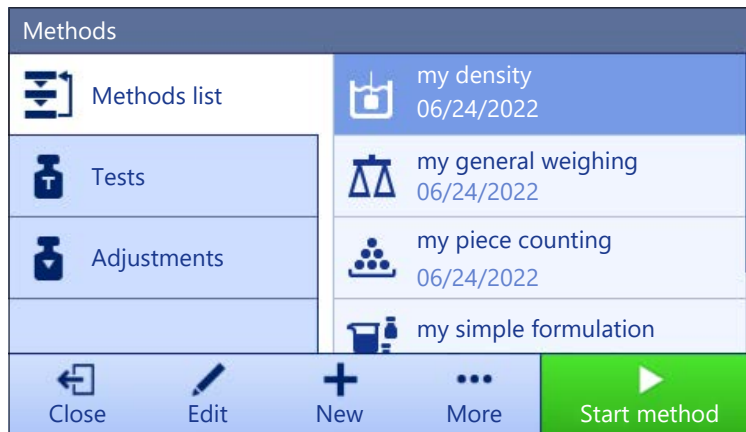 Methods
Methods list
Tests
Adjustments
my density
06/24/2022
my general weighing
06/24/2022
my piece counting
06/24/2022
my simple formulation
Close
Edit
New
More
Start method